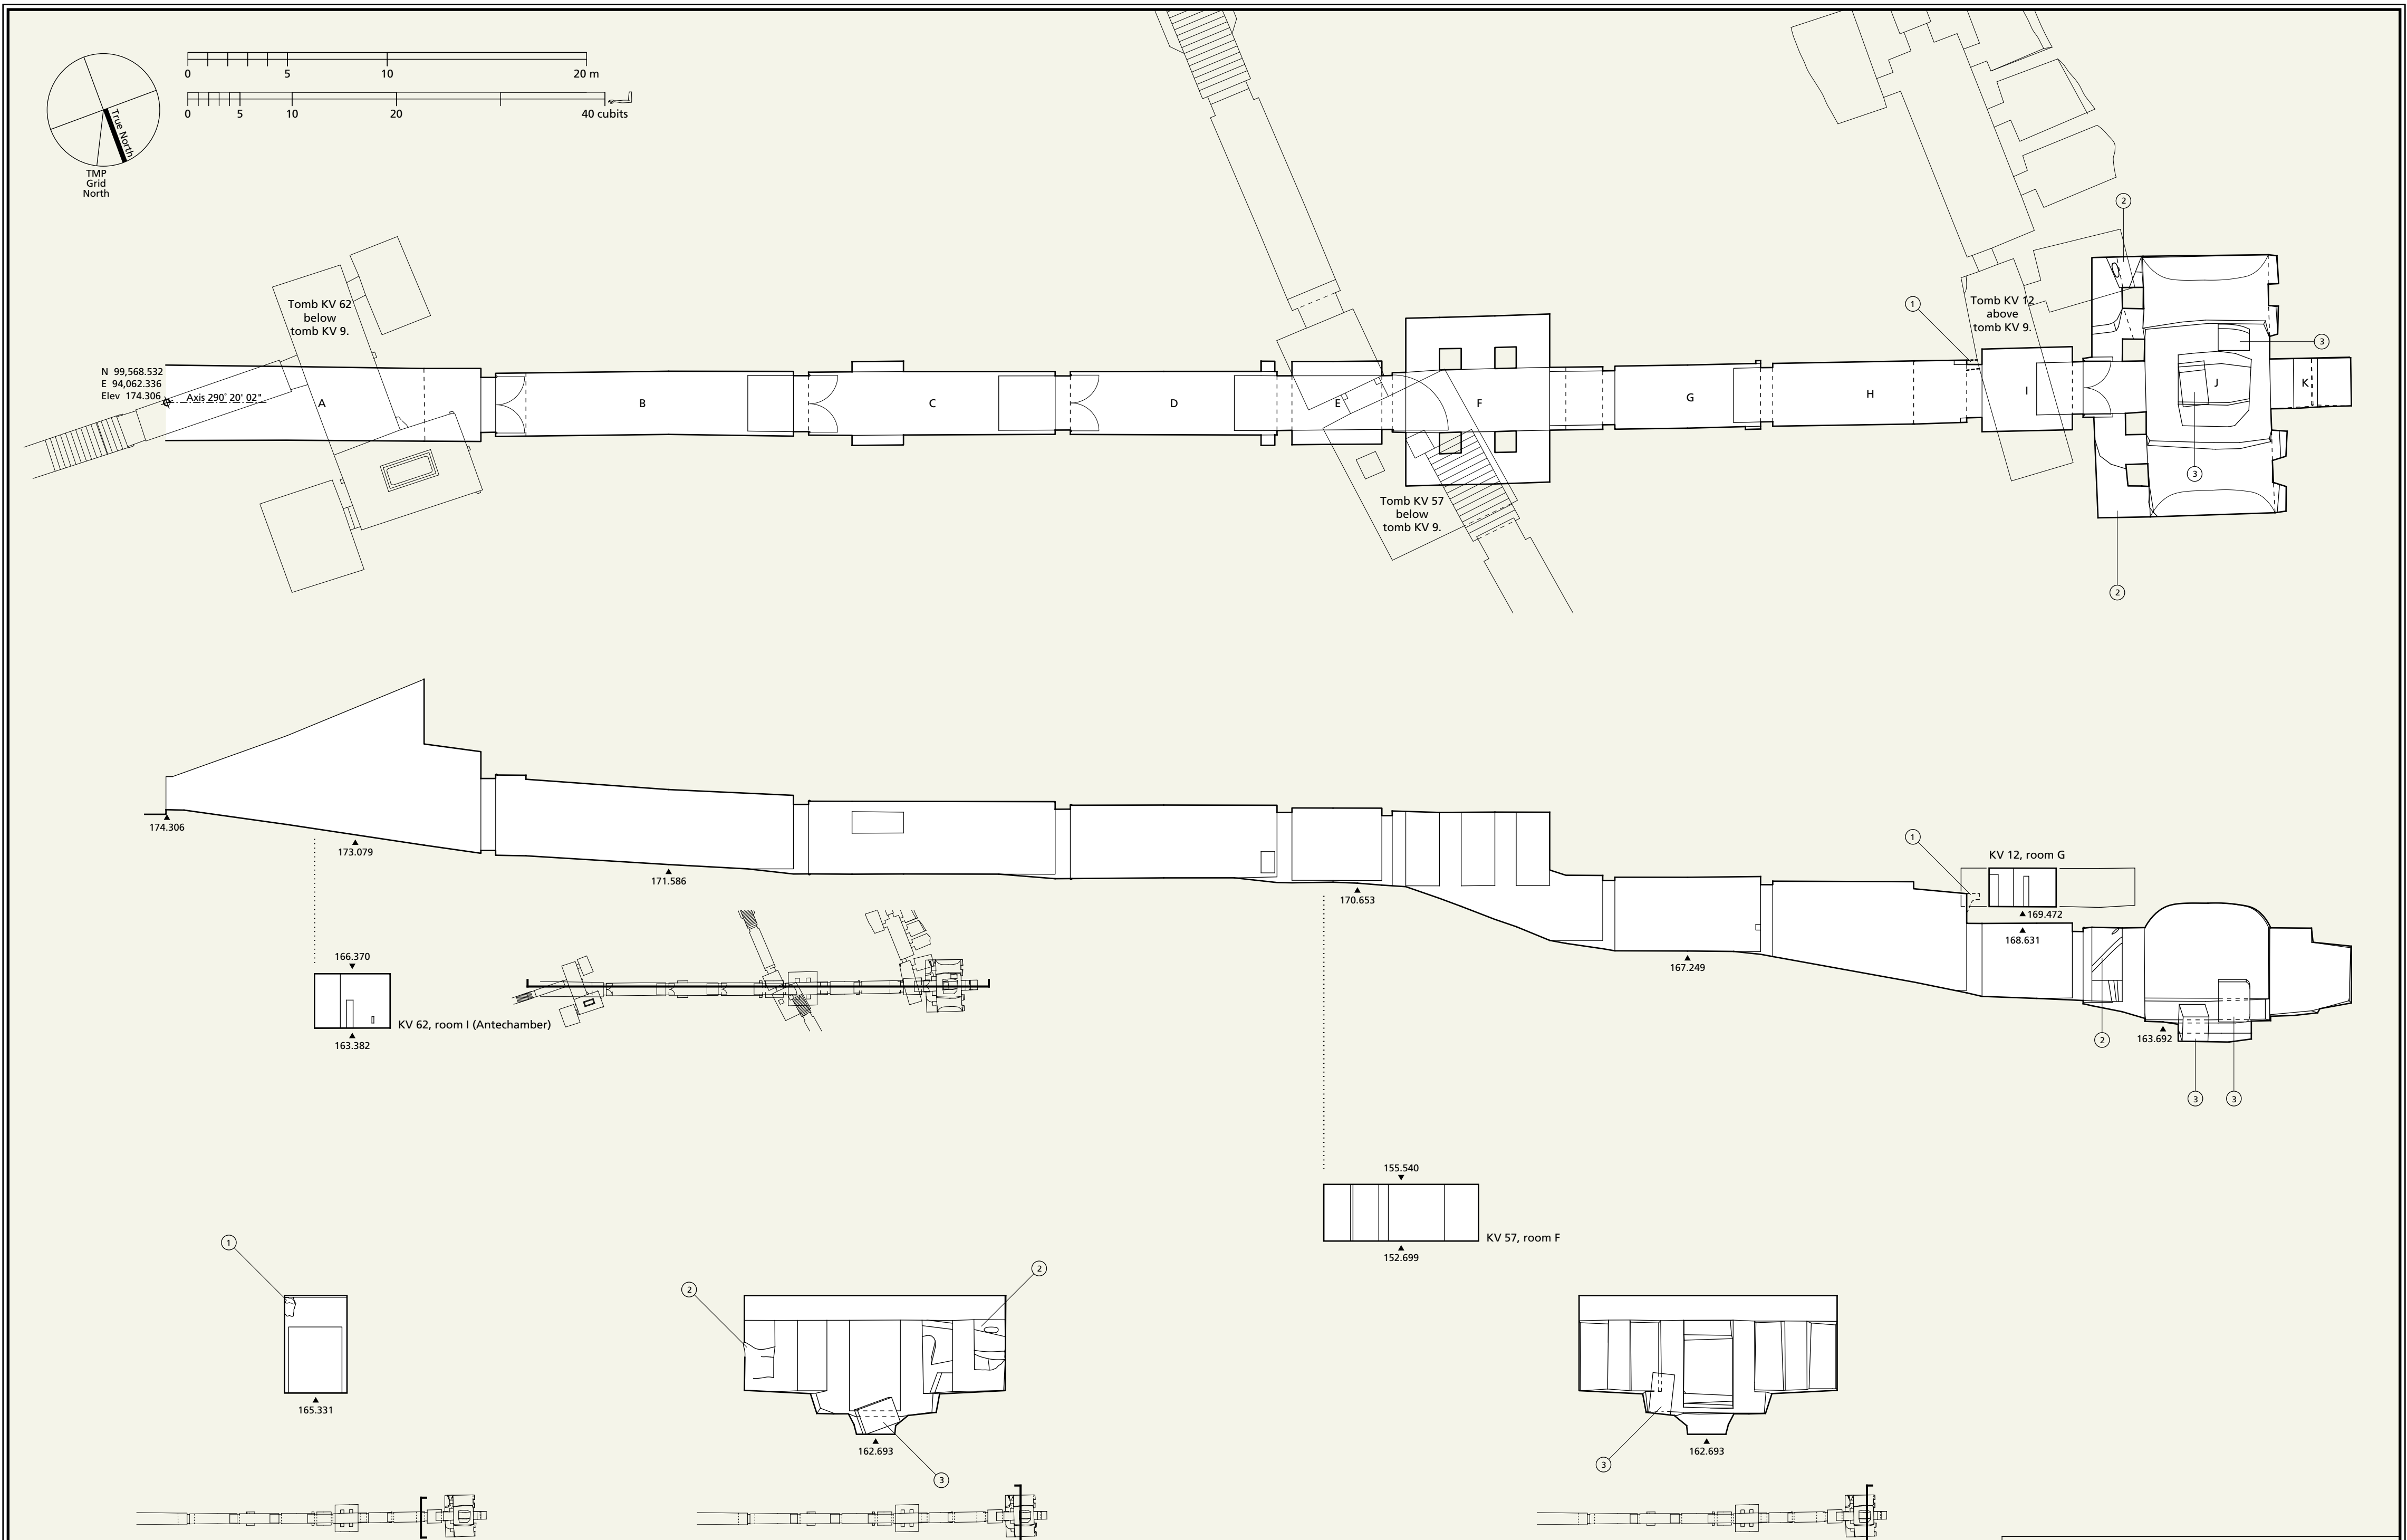 0 5 10 20 m
0 5 10 20 40 cubits
True North
TMP
Grid
North
2
Tomb KV 62
below
tomb KV 9.
1
Tomb KV 12
above
tomb KV 9.
3
N 99,568.532
E 94,062.336
Elev 174.306
Axis 290° 20' 02"
A B C D E F G H I J K
3
Tomb KV 57
below
tomb KV 9.
2
174.306
173.079
171.586
170.653
167.249
1
KV 12, room G
169.472
168.631
163.692
2
3 3
166.370
KV 62, room I (Antechamber)
163.382
155.540
KV 57, room F
152.699
1
165.331
2
2
162.693
3
162.693
3